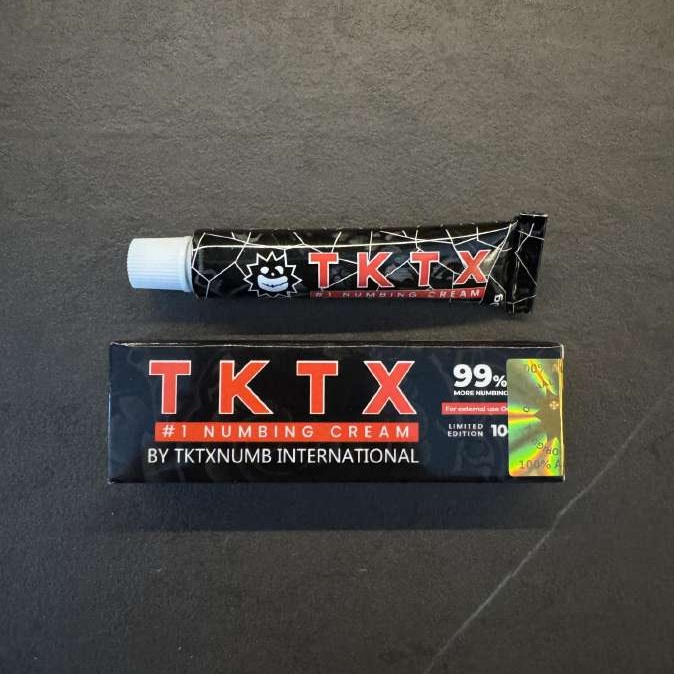 TKTX
#1 NUMBING CREAM
TKTX
#1 NUMBING CREAM
BY TKTXNUMB INTERNATIONAL
99%
MORE NUMBING
For external use
LIMITED
EDITION
100% A